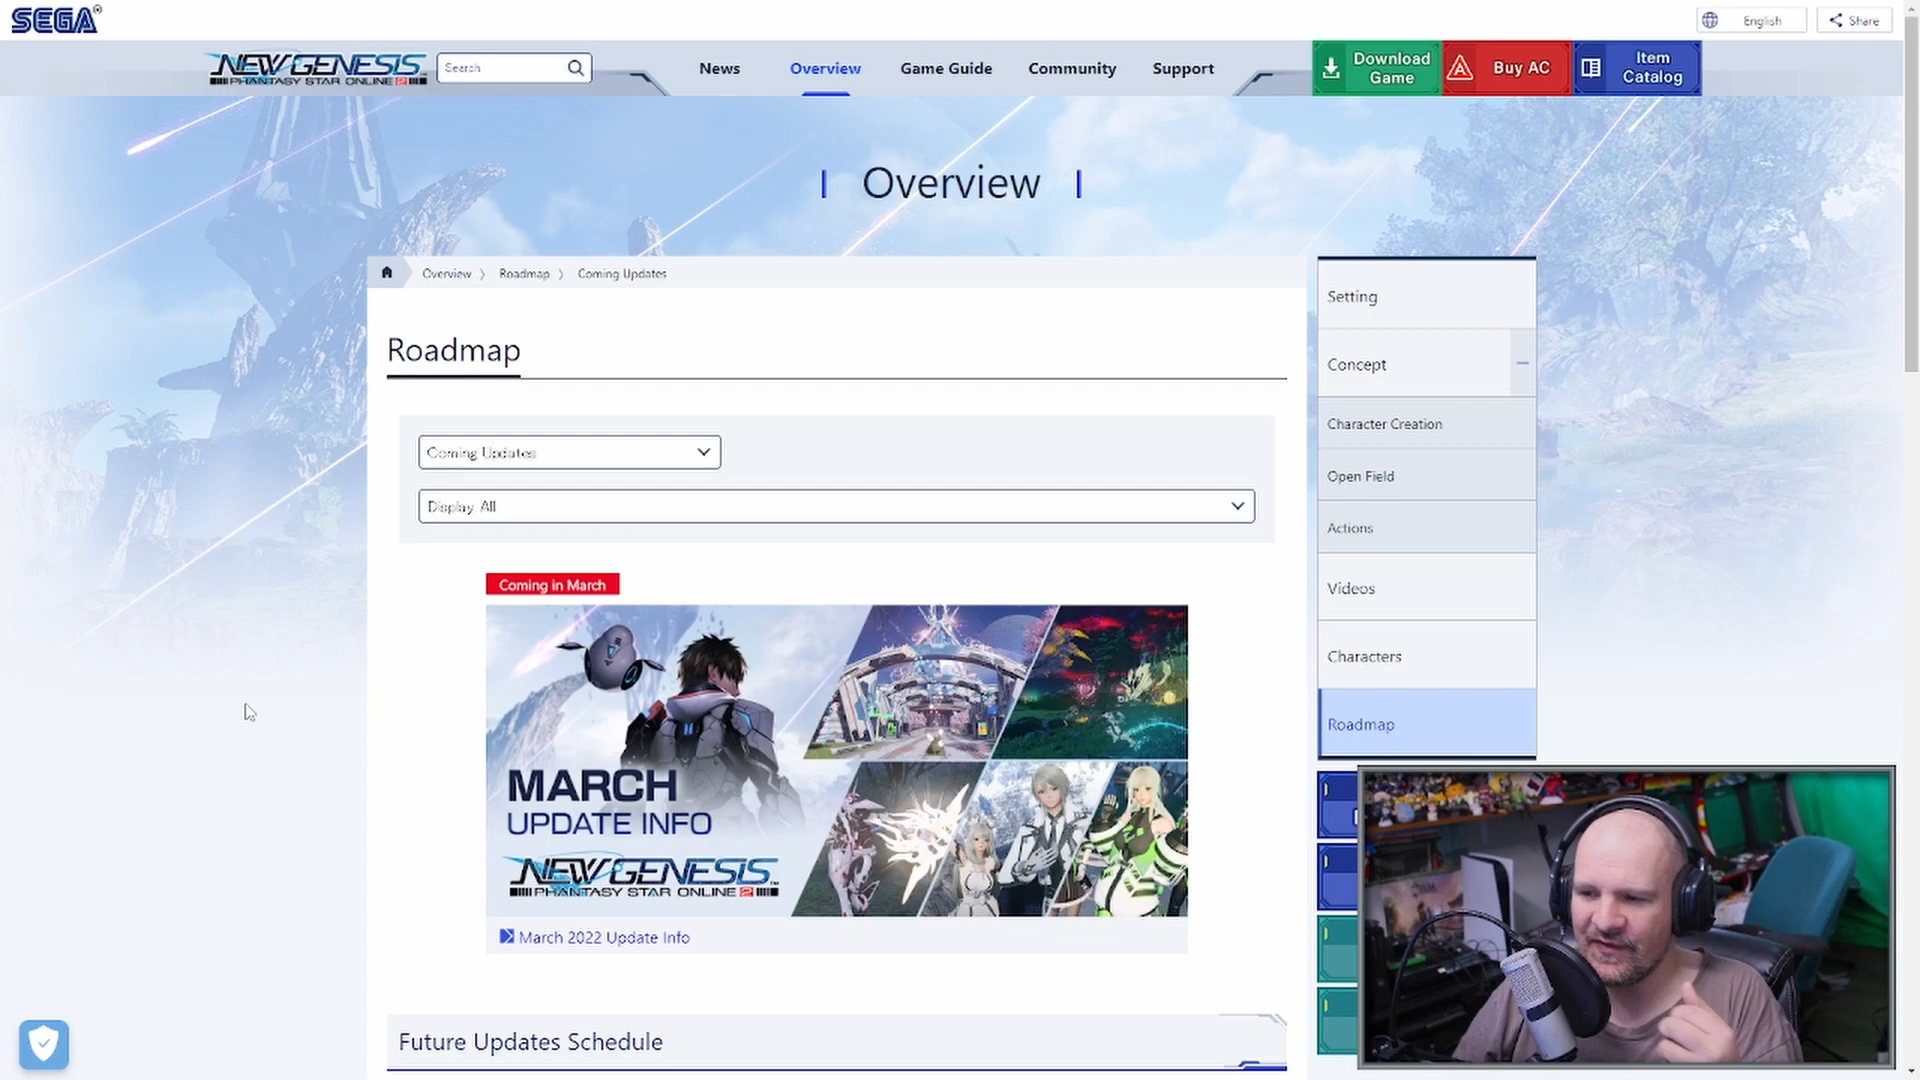 SEGA
English
Share
NEW GENESIS
PHANTASY STAR ONLINE 2
Search
News
Overview
Game Guide
Community
Support
Download
Game
Buy AC
Item
Catalog
Overview
Overview
Roadmap
Coming Updates
Roadmap
Coming Updates
Display All
Coming in March
MARCH
UPDATE INFO
NEW GENESIS
PHANTASY STAR ONLINE 2
March 2022 Update Info
Future Updates Schedule
Setting
Concept
Character Creation
Open Field
Actions
Videos
Characters
Roadmap